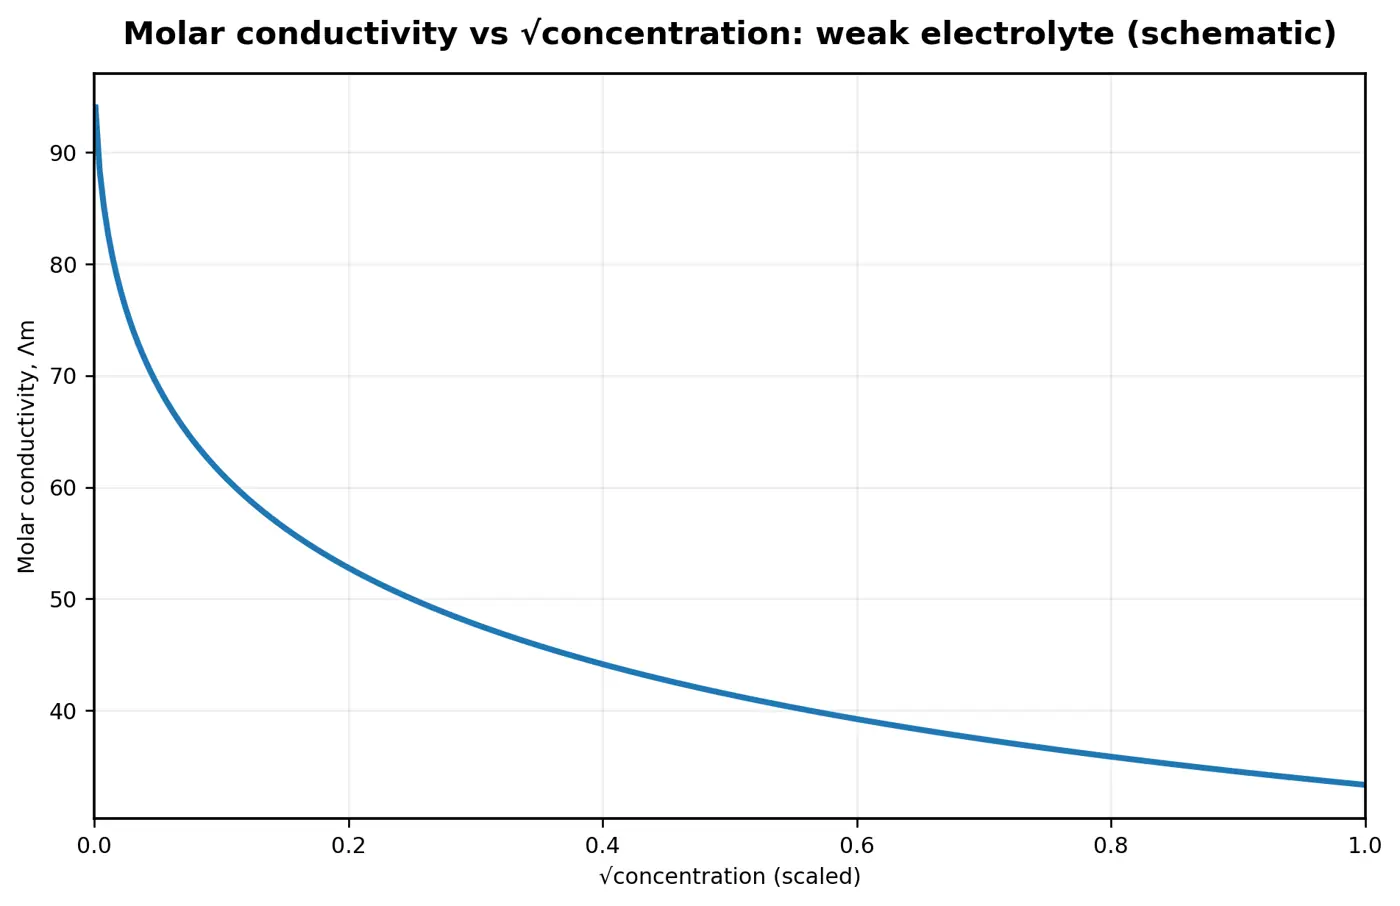 Molar conductivity vs √concentration: weak electrolyte (schematic)
Molar conductivity, Λm
90
80
70
60
50
40
0.0 0.2 0.4 0.6 0.8 1.0
√concentration (scaled)